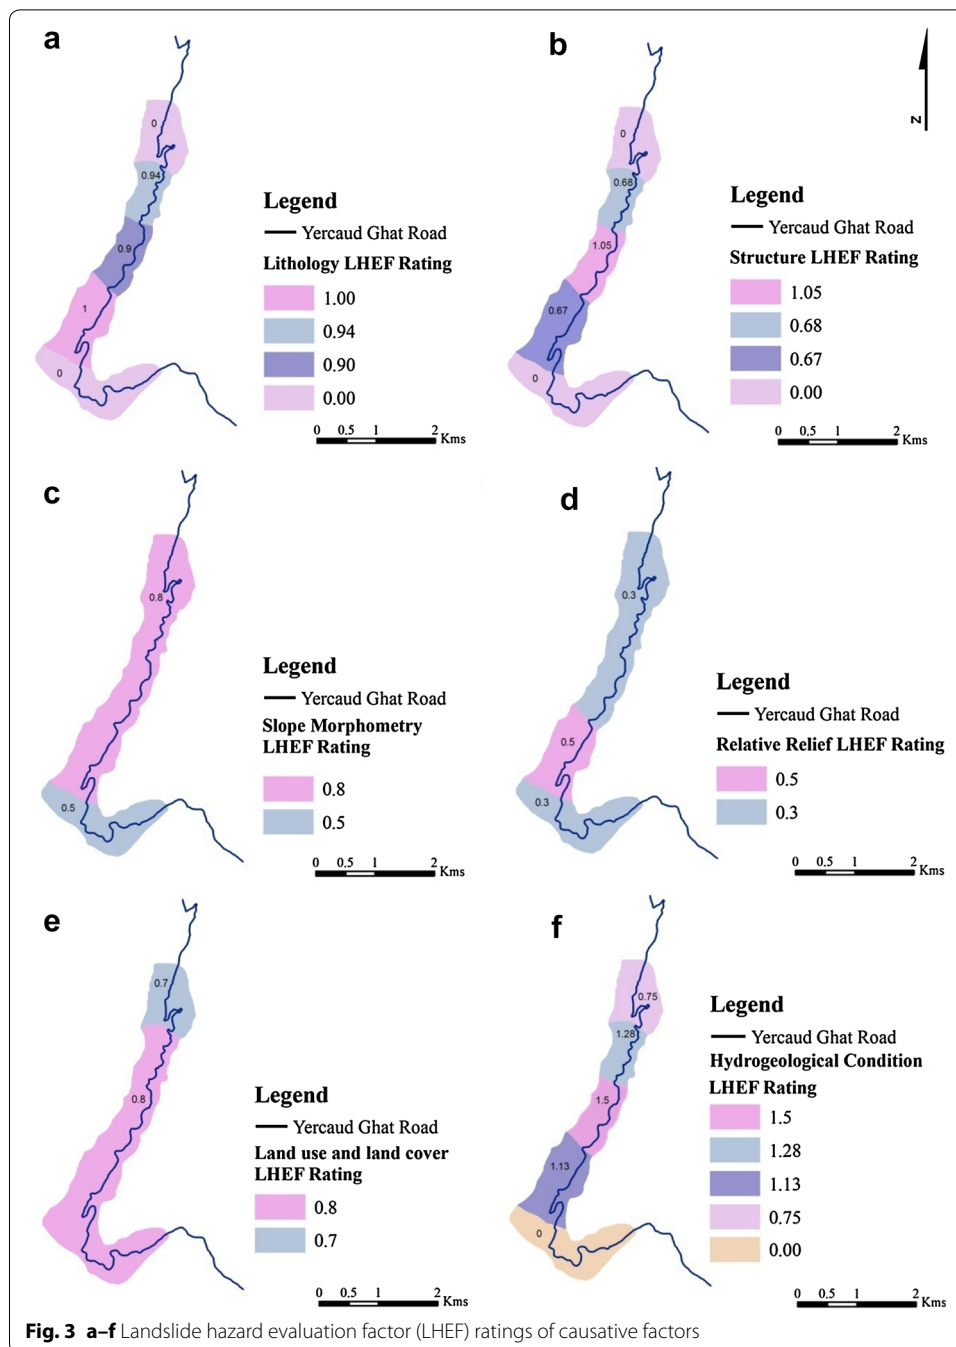 a
0
0.94
0.9
1
0
Legend
Yercaud Ghat Road
Lithology LHEF Rating
1.00
0.94
0.90
0.00
0 0.5 1 2 Kms
b
0
0.68
1.05
0.67
0
N
Legend
Yercaud Ghat Road
Structure LHEF Rating
1.05
0.68
0.67
0.00
0 0.5 1 2 Kms
c
0.8
0.5
Legend
Yercaud Ghat Road
Slope Morphometry
LHEF Rating
0.8
0.5
0 0.5 1 2 Kms
d
0.3
0.5
0.3
Legend
Yercaud Ghat Road
Relative Relief LHEF Rating
0.5
0.3
0 0.5 1 2 Kms
e
0.7
0.8
Legend
Yercaud Ghat Road
Land use and land cover
LHEF Rating
0.8
0.7
0 0.5 1 2 Kms
f
0.75
1.28
1.5
1.13
0
Legend
Yercaud Ghat Road
Hydrogeological Condition
LHEF Rating
1.5
1.28
1.13
0.75
0.00
0 0.5 1 2 Kms
Fig. 3 a–f Landslide hazard evaluation factor (LHEF) ratings of causative factors